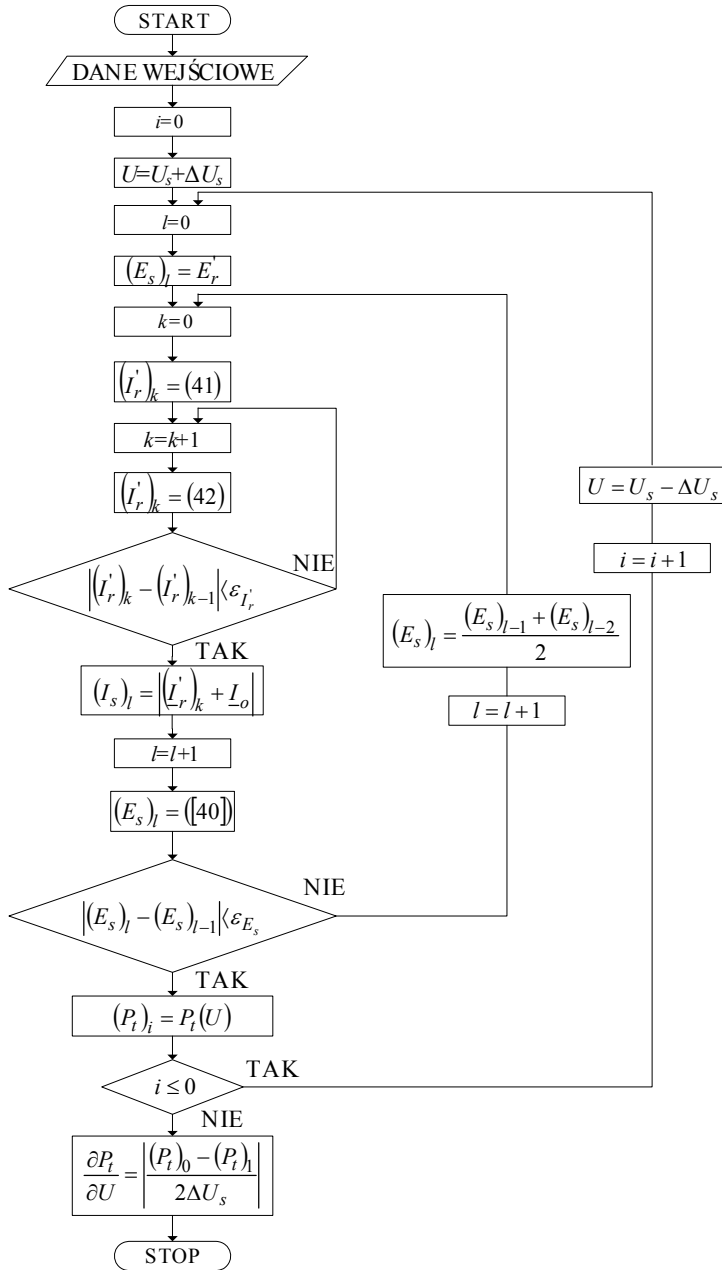 START
DANE WEJŚCIOWE
i=0
U=U_s+ΔU_s
l=0
(E_s)_l = E_r'
k=0
(I_r')_k = (41)
k=k+1
(I_r')_k = (42)
NIE
|(I_r')_k − (I_r')_{k−1}|⟨ε_{I_r'}
TAK
(I_s)_l = |(I̲_r')_k + I̲_o|
l=l+1
(E_s)_l = ([40])
NIE
|(E_s)_l − (E_s)_{l−1}|⟨ε_{E_s}
TAK
(P_t)_i = P_t(U)
i ≤ 0
TAK
NIE
∂P_t/∂U = |((P_t)_0 − (P_t)_1)/(2ΔU_s)|
STOP
(E_s)_l = ((E_s)_{l−1} + (E_s)_{l−2})/2
l = l + 1
U = U_s − ΔU_s
i = i + 1